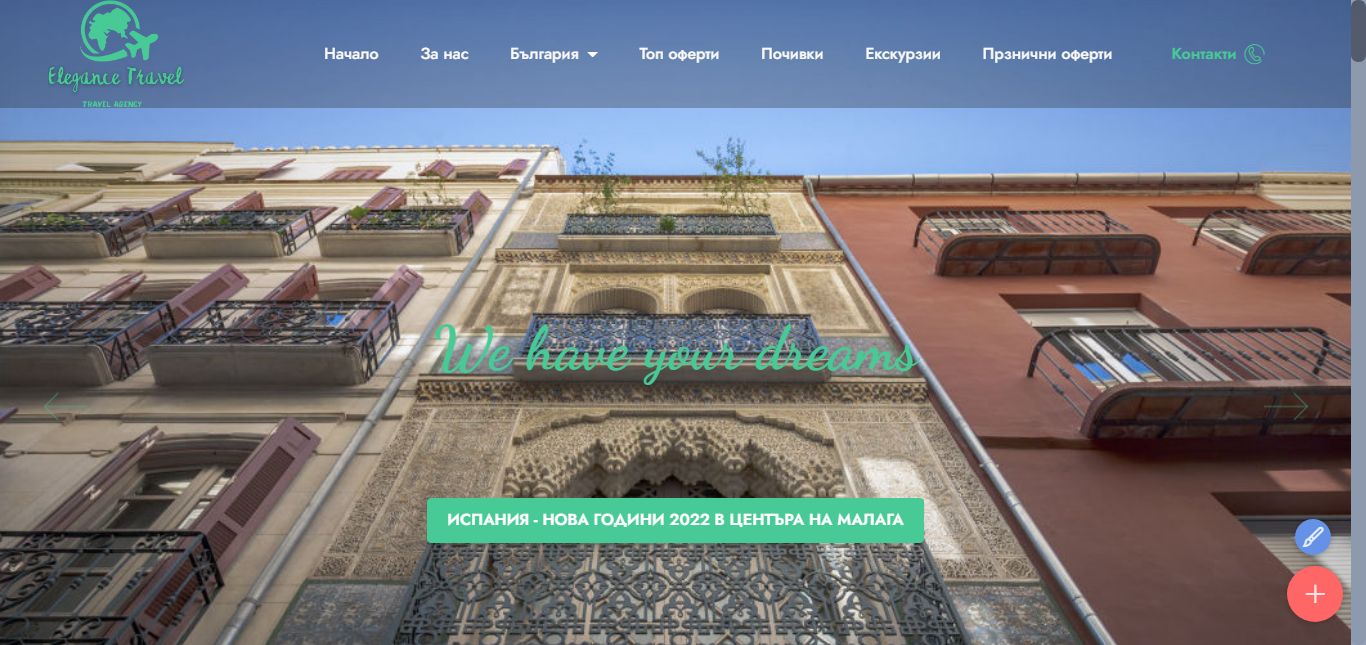 Elegance Travel
TRAVEL AGENCY
Начало
За нас
България
Топ оферти
Почивки
Екскурзии
Прзнични оферти
Контакти
We have your dreams
ИСПАНИЯ - НОВА ГОДИНИ 2022 В ЦЕНТЪРА НА МАЛАГА